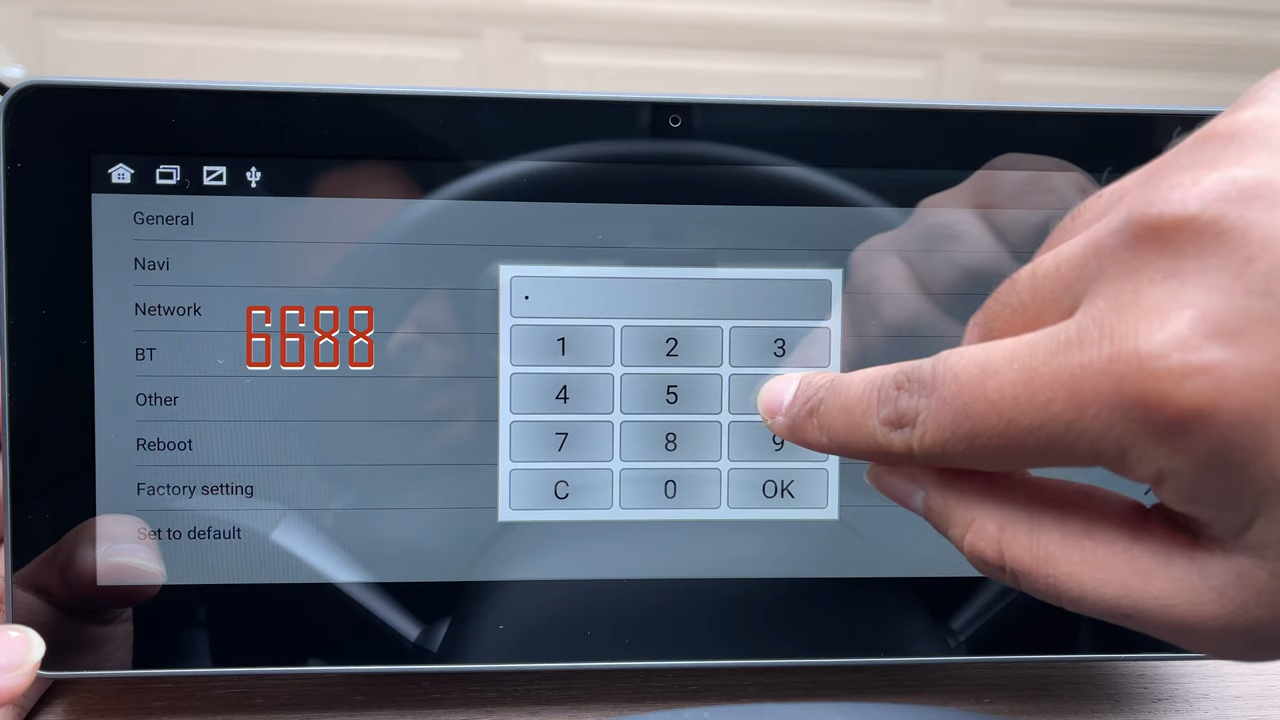 General
Navi
Network
BT
Other
Reboot
Factory setting
Set to default
6688
1 2 3
4 5
7 8 9
C 0 OK